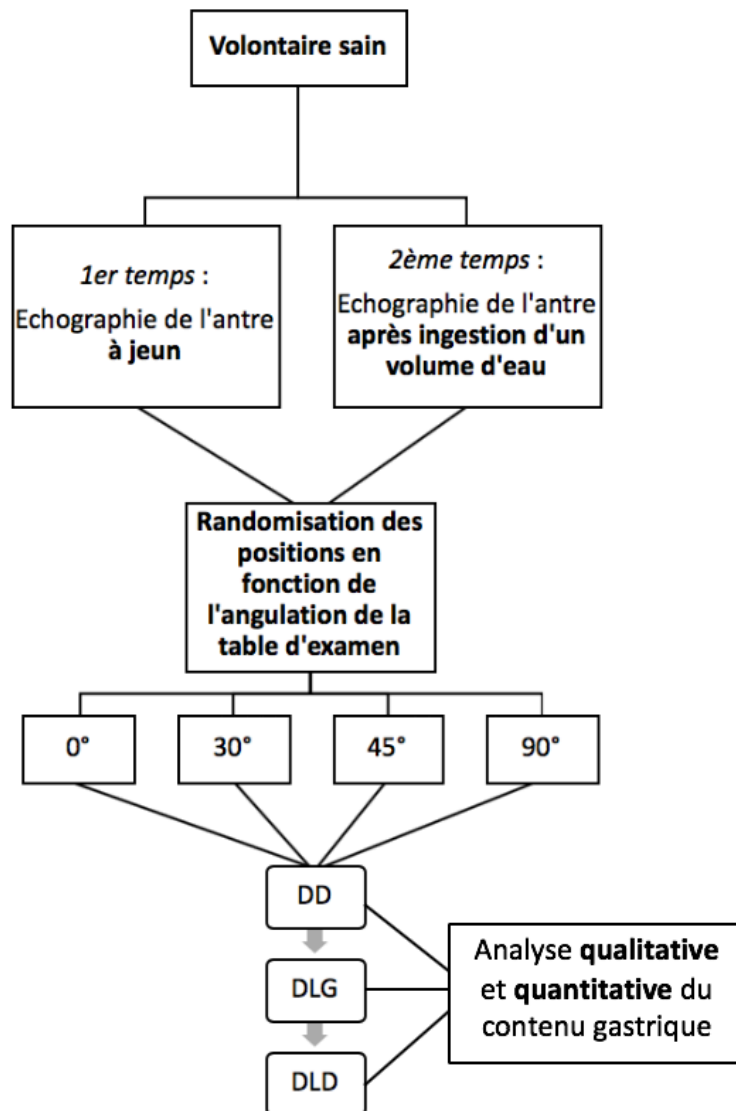 Volontaire sain
1er temps :
Echographie de l'antre
à jeun
2ème temps :
Echographie de l'antre
après ingestion d'un
volume d'eau
Randomisation des
positions en
fonction de
l'angulation de la
table d'examen
0°
30°
45°
90°
DD
DLG
DLD
Analyse qualitative
et quantitative du
contenu gastrique